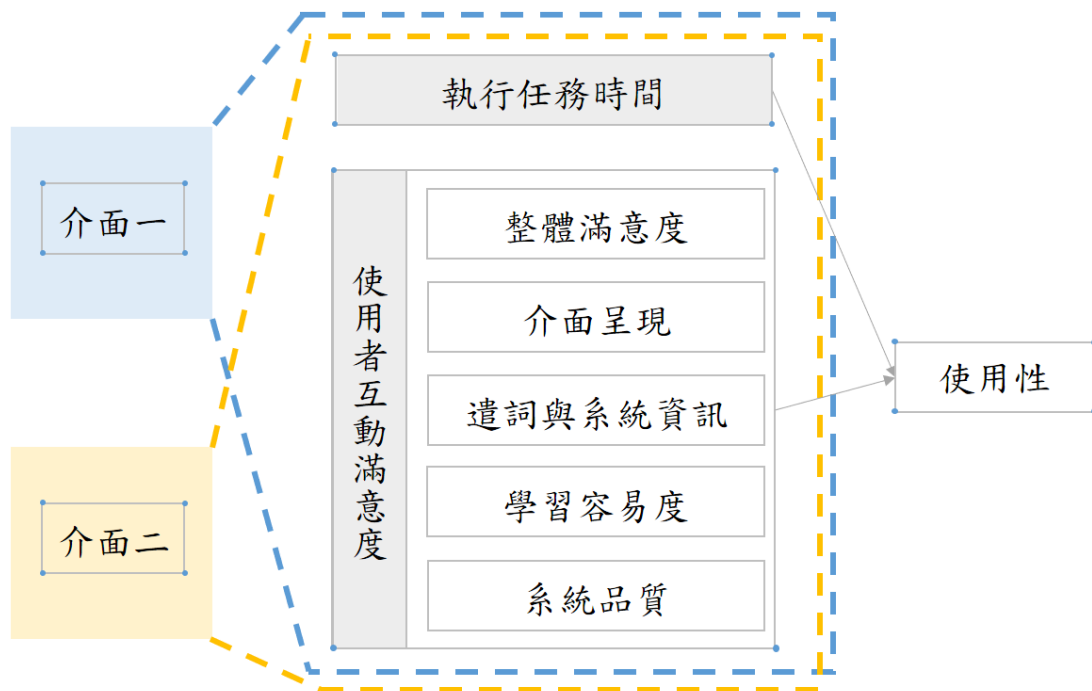 執行任務時間
介面一
整體滿意度
介面呈現
使用者互動滿意度
遣詞與系統資訊
使用性
學習容易度
介面二
系統品質